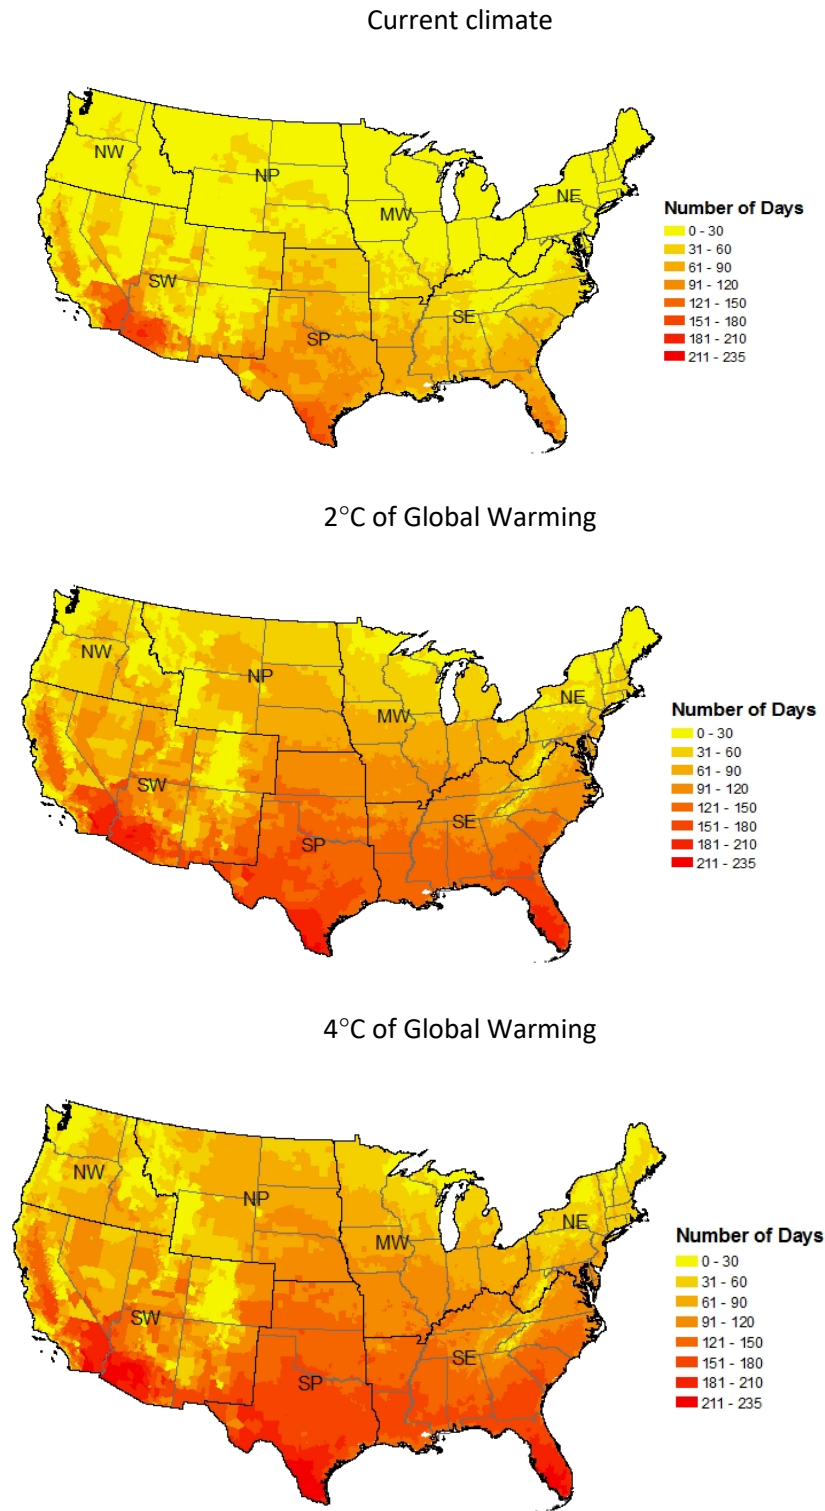 Current climate
NW
NP
MW
NE
SW
SE
SP
Number of Days
0 - 30
31 - 60
61 - 90
91 - 120
121 - 150
151 - 180
181 - 210
211 - 235
2°C of Global Warming
NW
NP
MW
NE
SW
SE
SP
Number of Days
0 - 30
31 - 60
61 - 90
91 - 120
121 - 150
151 - 180
181 - 210
211 - 235
4°C of Global Warming
NW
NP
MW
NE
SW
SE
SP
Number of Days
0 - 30
31 - 60
61 - 90
91 - 120
121 - 150
151 - 180
181 - 210
211 - 235